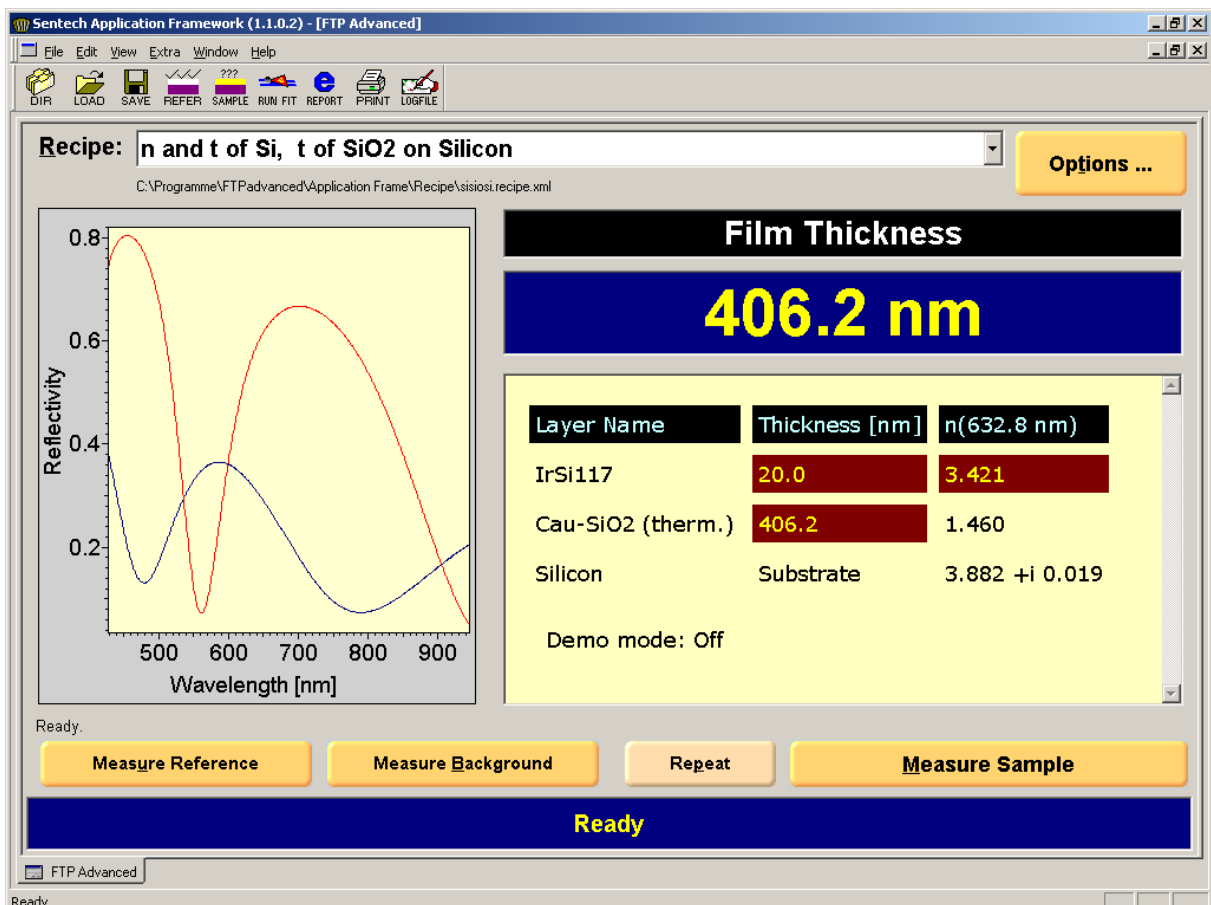 Sentech Application Framework (1.1.0.2) - [FTP Advanced]
File Edit View Extra Window Help
DIR LOAD SAVE REFER ??? SAMPLE RUN FIT REPORT PRINT LOGFILE
Recipe: n and t of Si, t of SiO2 on Silicon
Options ...
C:\Programme\FTPadvanced\Application Frame\Recipe\sisiosi.recipe.xml
Film Thickness
406.2 nm
0.8
0.6
0.4
0.2
Reflectivity
500 600 700 800 900
Wavelength [nm]
Layer Name Thickness [nm] n(632.8 nm)
IrSi117 20.0 3.421
Cau-SiO2 (therm.) 406.2 1.460
Silicon Substrate 3.882 +i 0.019
Demo mode: Off
Ready.
Measure Reference Measure Background Repeat Measure Sample
Ready
FTP Advanced
Ready